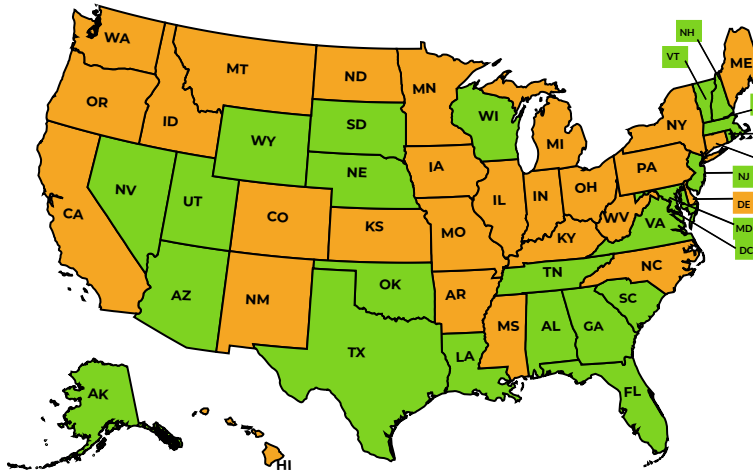 NH
WA
VT
ME
MT
ND
MN
OR
ID
SD
WI
NY
WY
MI
IA
PA
NE
NJ
NV
UT
IL
IN
OH
DE
CA
CO
WV
VA
KS
MO
MD
KY
DC
NC
TN
OK
AZ
NM
AR
SC
MS
AL
GA
TX
LA
FL
AK
HI